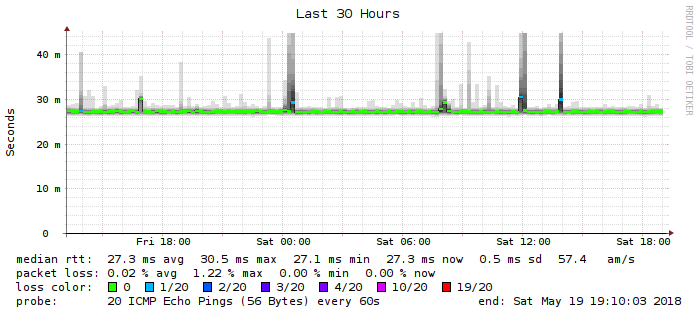 Last 30 Hours
RRDTOOL / TOBI OETIKER
Seconds
40 m
30 m
20 m
10 m
0
Fri 18:00 Sat 00:00 Sat 06:00 Sat 12:00 Sat 18:00
median rtt: 27.3 ms avg 30.5 ms max 27.1 ms min 27.3 ms now 0.5 ms sd 57.4 am/s
packet loss: 0.02 % avg 1.22 % max 0.00 % min 0.00 % now
loss color: 0 1/20 2/20 3/20 4/20 10/20 19/20
probe: 20 ICMP Echo Pings (56 Bytes) every 60s end: Sat May 19 19:10:03 2018